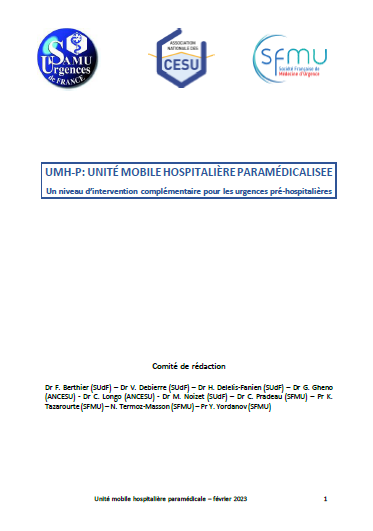 SAMU
Urgences
de FRANCE
ASSOCIATION
NATIONALE DES
CESU
SFMU
Société Française de
Médecine d'Urgence
UMH-P: UNITÉ MOBILE HOSPITALIÈRE PARAMÉDICALISEE
Un niveau d'intervention complémentaire pour les urgences pré-hospitalières
Comité de rédaction
Dr F. Berthier (SUdF) – Dr V. Debierre (SUdF) – Dr H. Delelis-Fanien (SUdF) – Dr G. Gheno
(ANCESU) - Dr C. Longo (ANCESU) - Dr M. Noizet (SUdF) – Dr C. Pradeau (SFMU) – Pr K.
Tazarourte (SFMU) – N. Termoz-Masson (SFMU) – Pr Y. Yordanov (SFMU)
Unité mobile hospitalière paramédicale – février 2023 1